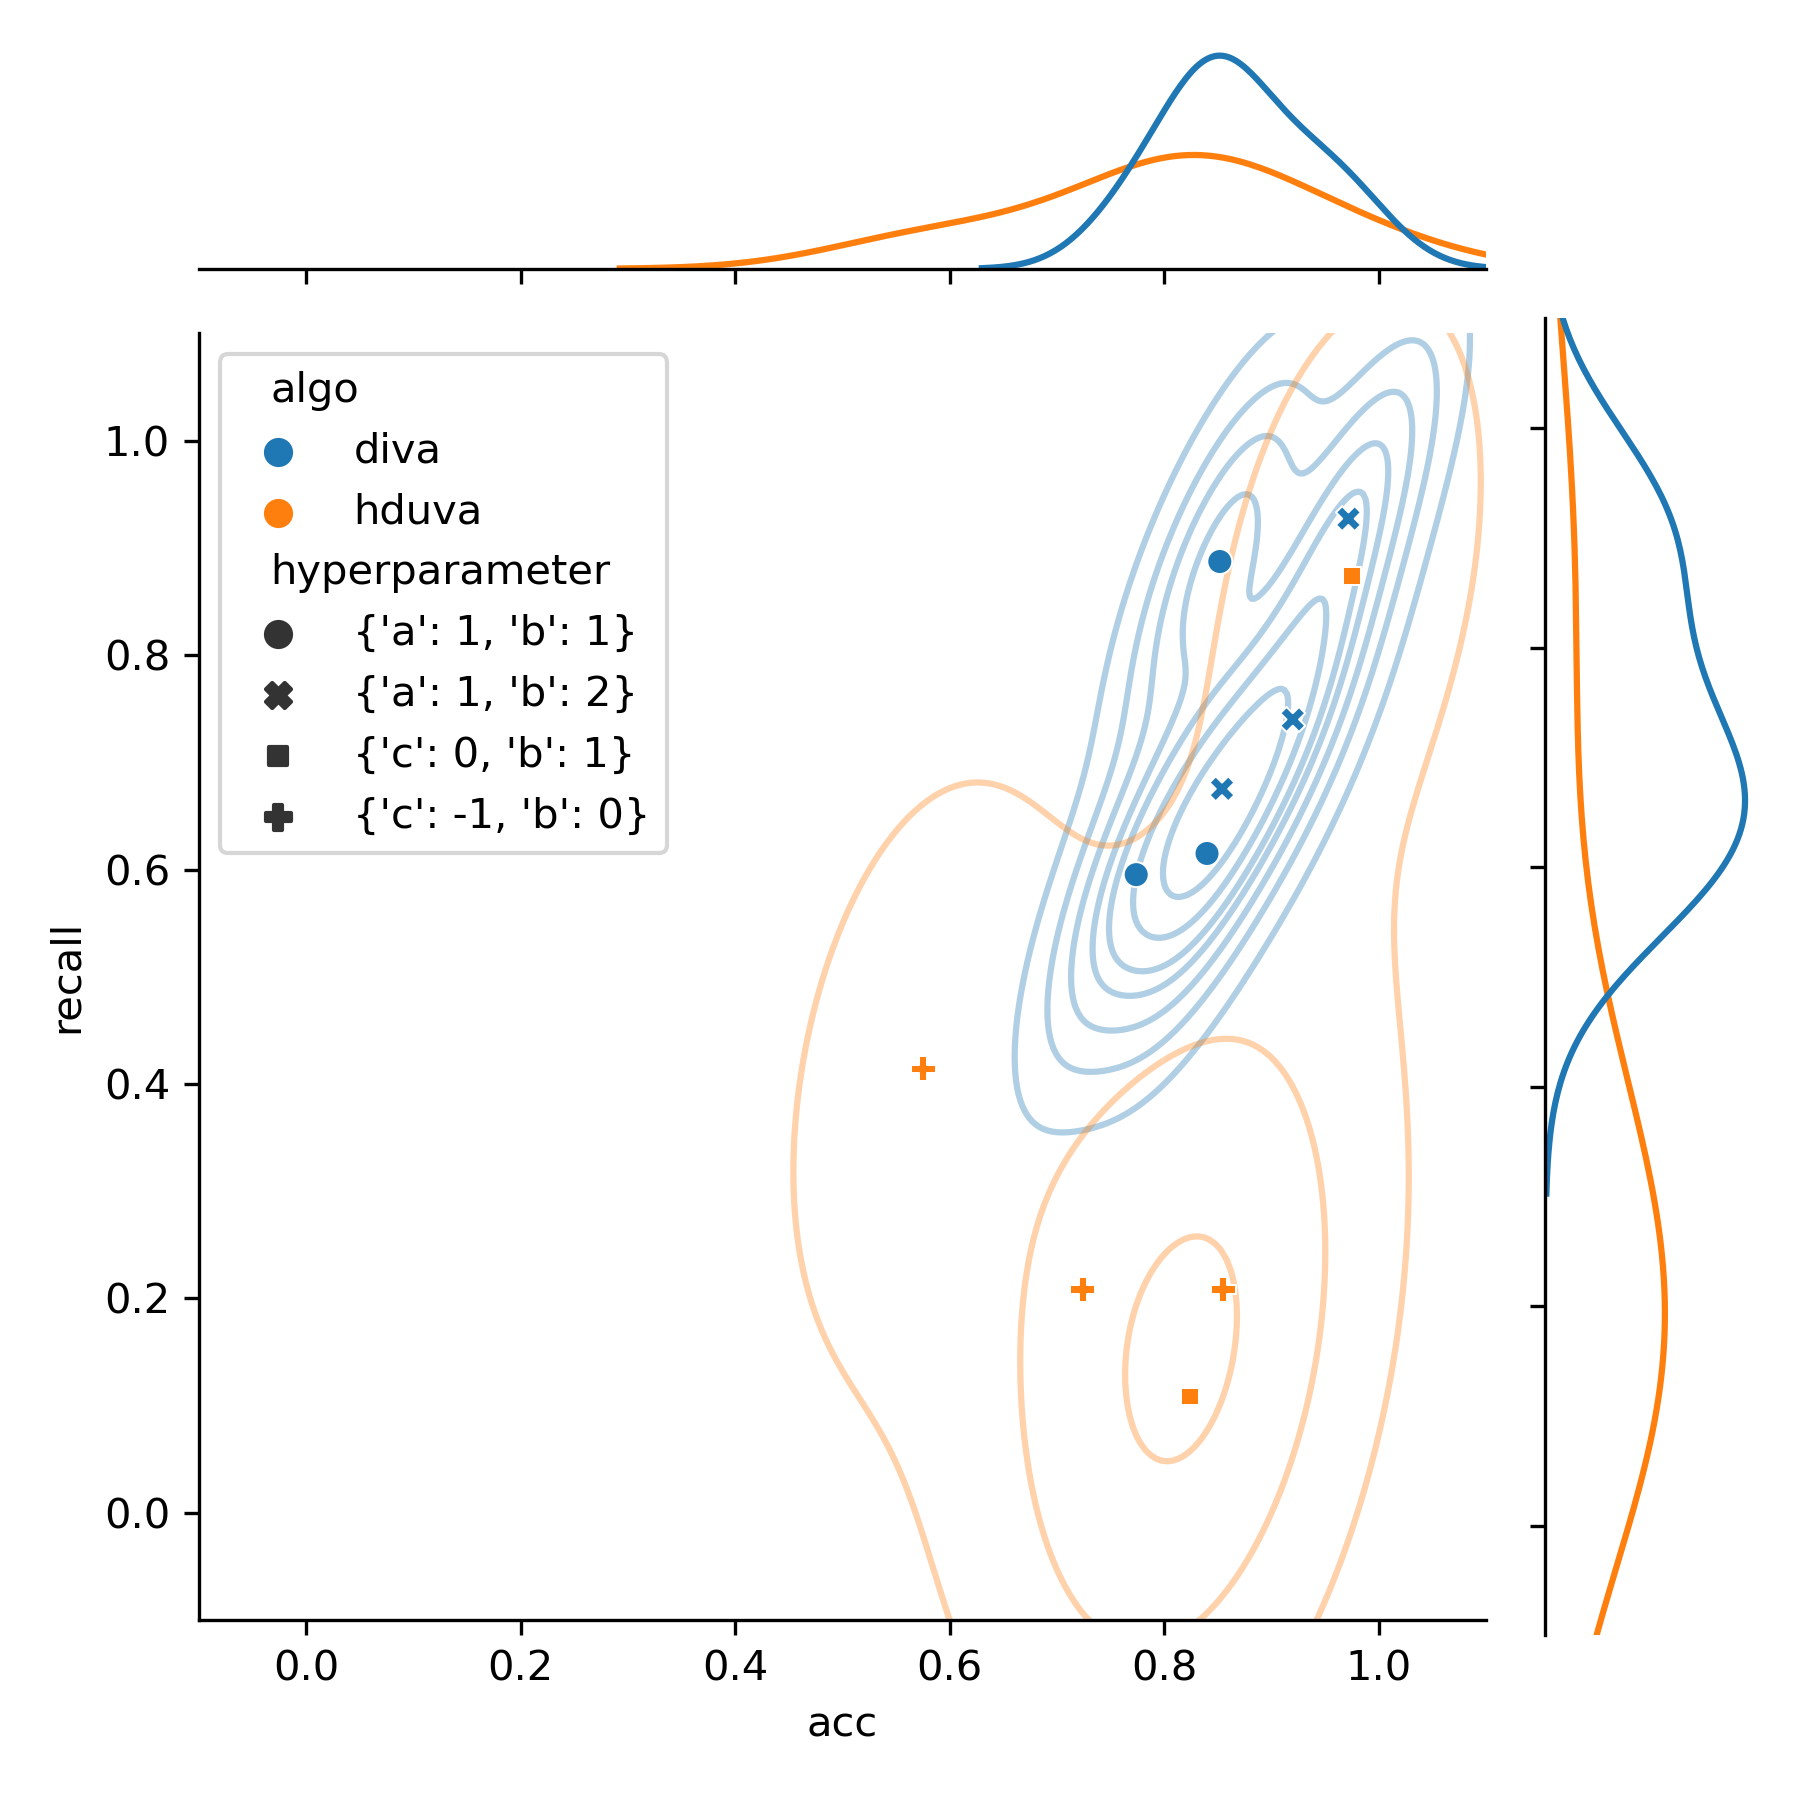 algo
diva
hduva
hyperparameter
{'a': 1, 'b': 1}
{'a': 1, 'b': 2}
{'c': 0, 'b': 1}
{'c': -1, 'b': 0}
1.0
0.8
0.6
0.4
0.2
0.0
recall
0.0 0.2 0.4 0.6 0.8 1.0
acc